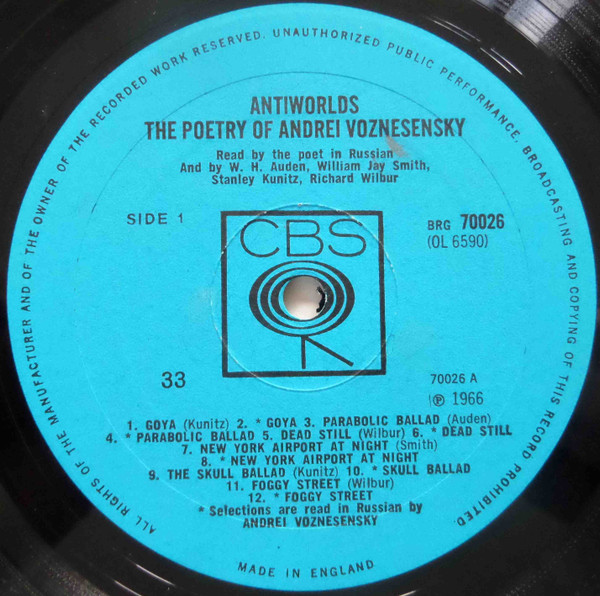 ALL RIGHTS OF THE MANUFACTURER AND OF THE OWNER OF THE RECORDED WORK RESERVED. UNAUTHORIZED PUBLIC PERFORMANCE, BROADCASTING AND COPYING OF THIS RECORD PROHIBITED.
ANTIWORLDS
THE POETRY OF ANDREI VOZNESENSKY
Read by the poet in Russian
And by W. H. Auden, William Jay Smith,
Stanley Kunitz, Richard Wilbur
SIDE 1
BRG 70026
(OL 6590)
CBS
33
70026 A
℗ 1966
1. GOYA (Kunitz) 2. * GOYA 3. PARABOLIC BALLAD (Auden)
4. * PARABOLIC BALLAD 5. DEAD STILL (Wilbur) 6. * DEAD STILL
7. NEW YORK AIRPORT AT NIGHT (Smith)
8. * NEW YORK AIRPORT AT NIGHT
9. THE SKULL BALLAD (Kunitz) 10. * SKULL BALLAD
11. FOGGY STREET (Wilbur)
12. * FOGGY STREET
* Selections are read in Russian by
ANDREI VOZNESENSKY
MADE IN ENGLAND